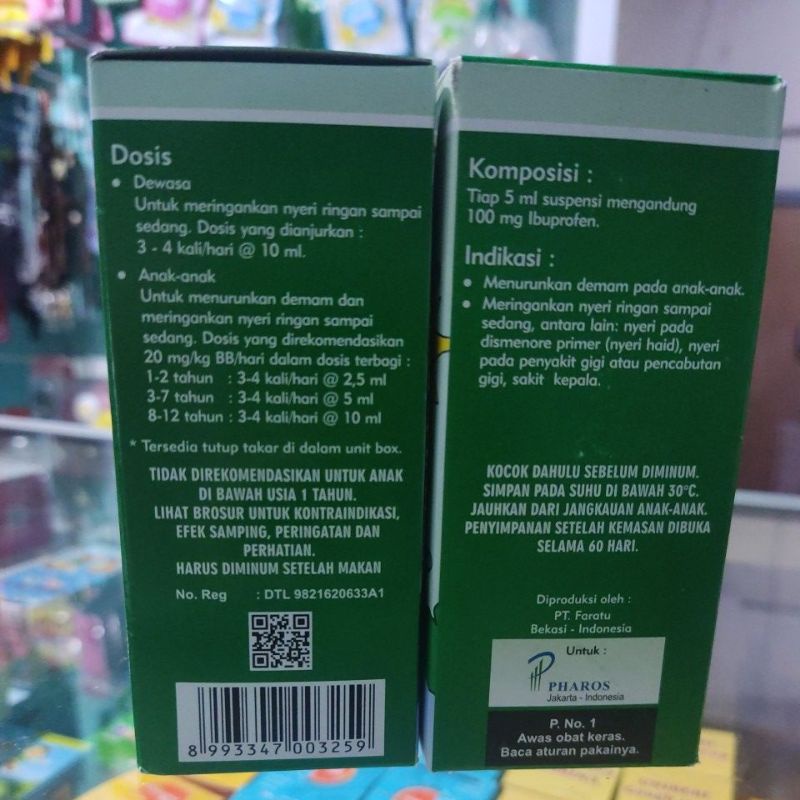 Dosis
• Dewasa
Untuk meringankan nyeri ringan sampai
sedang. Dosis yang dianjurkan :
3 - 4 kali/hari @ 10 ml.
• Anak-anak
Untuk menurunkan demam dan
meringankan nyeri ringan sampai
sedang. Dosis yang direkomendasikan
20 mg/kg BB/hari dalam dosis terbagi :
1-2 tahun : 3-4 kali/hari @ 2,5 ml
3-7 tahun : 3-4 kali/hari @ 5 ml
8-12 tahun : 3-4 kali/hari @ 10 ml
* Tersedia tutup takar di dalam unit box.
TIDAK DIREKOMENDASIKAN UNTUK ANAK
DI BAWAH USIA 1 TAHUN.
LIHAT BROSUR UNTUK KONTRAINDIKASI,
EFEK SAMPING, PERINGATAN DAN
PERHATIAN.
HARUS DIMINUM SETELAH MAKAN
No. Reg : DTL 9821620633A1
8 993347 003259
Komposisi :
Tiap 5 ml suspensi mengandung
100 mg Ibuprofen.
Indikasi :
• Menurunkan demam pada anak-anak.
• Meringankan nyeri ringan sampai
sedang, antara lain: nyeri pada
dismenore primer (nyeri haid), nyeri
pada penyakit gigi atau pencabutan
gigi, sakit kepala.
KOCOK DAHULU SEBELUM DIMINUM.
SIMPAN PADA SUHU DI BAWAH 30°C.
JAUHKAN DARI JANGKAUAN ANAK-ANAK.
PENYIMPANAN SETELAH KEMASAN DIBUKA
SELAMA 60 HARI.
Diproduksi oleh :
PT. Faratu
Bekasi - Indonesia
Untuk :
PHAROS
Jakarta - Indonesia
P. No. 1
Awas obat keras.
Baca aturan pakainya.